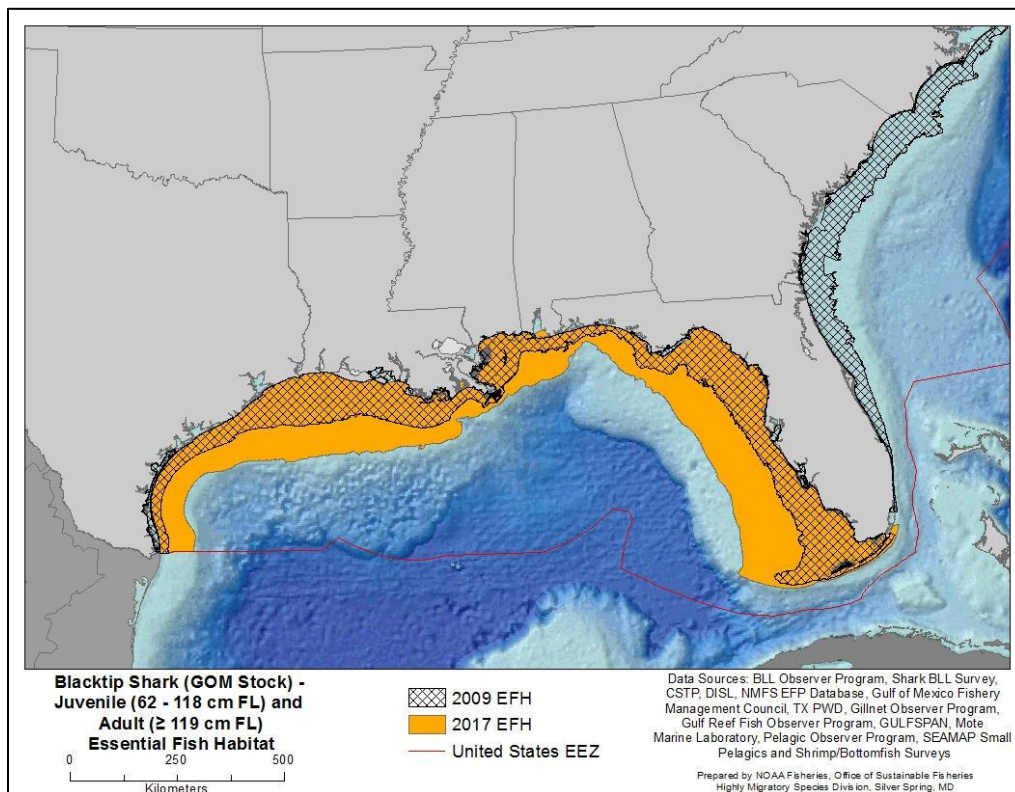 Blacktip Shark (GOM Stock) -
Juvenile (62 - 118 cm FL) and
Adult (≥ 119 cm FL)
Essential Fish Habitat
0 250 500
Kilometers
2009 EFH
2017 EFH
United States EEZ
Data Sources: BLL Observer Program, Shark BLL Survey,
CSTP, DISL, NMFS EFP Database, Gulf of Mexico Fishery
Management Council, TX PWD, Gillnet Observer Program,
Gulf Reef Fish Observer Program, GULFSPAN, Mote
Marine Laboratory, Pelagic Observer Program, SEAMAP Small
Pelagics and Shrimp/Bottomfish Surveys
Prepared by NOAA Fisheries, Office of Sustainable Fisheries
Highly Migratory Species Division, Silver Spring, MD